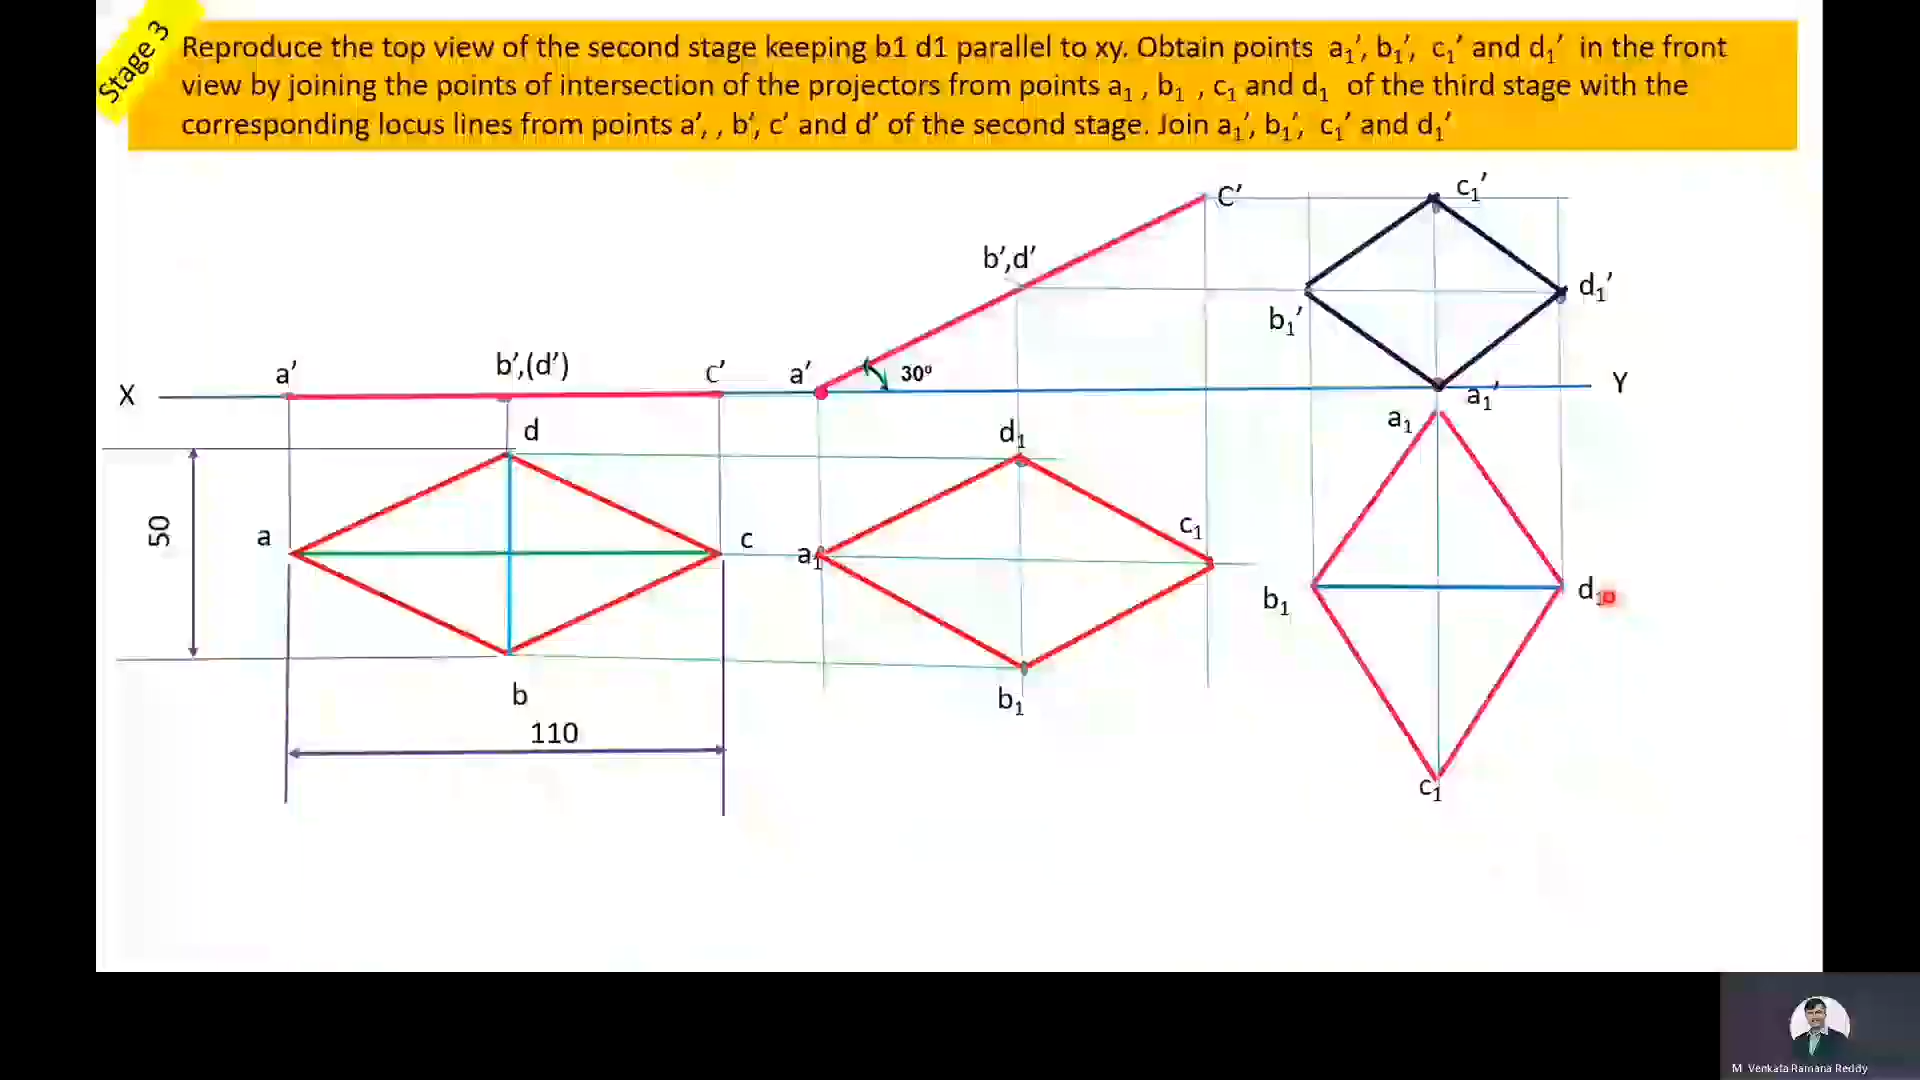 Stage 3
Reproduce the top view of the second stage keeping b1 d1 parallel to xy. Obtain points a₁’, b₁’, c₁’ and d₁’ in the front
view by joining the points of intersection of the projectors from points a₁ , b₁ , c₁ and d₁ of the third stage with the
corresponding locus lines from points a’, , b’, c’ and d’ of the second stage. Join a₁’, b₁’, c₁’ and d₁’
c₁’
C’
b’,d’
d₁’
b₁’
a’
b’,(d’)
C’
a’
30⁰
X
Y
a₁’
a₁
d
d₁
50
a
c
a₁
c₁
b₁
d₁
b
b₁
110
c₁
M Venkata Ramana Reddy